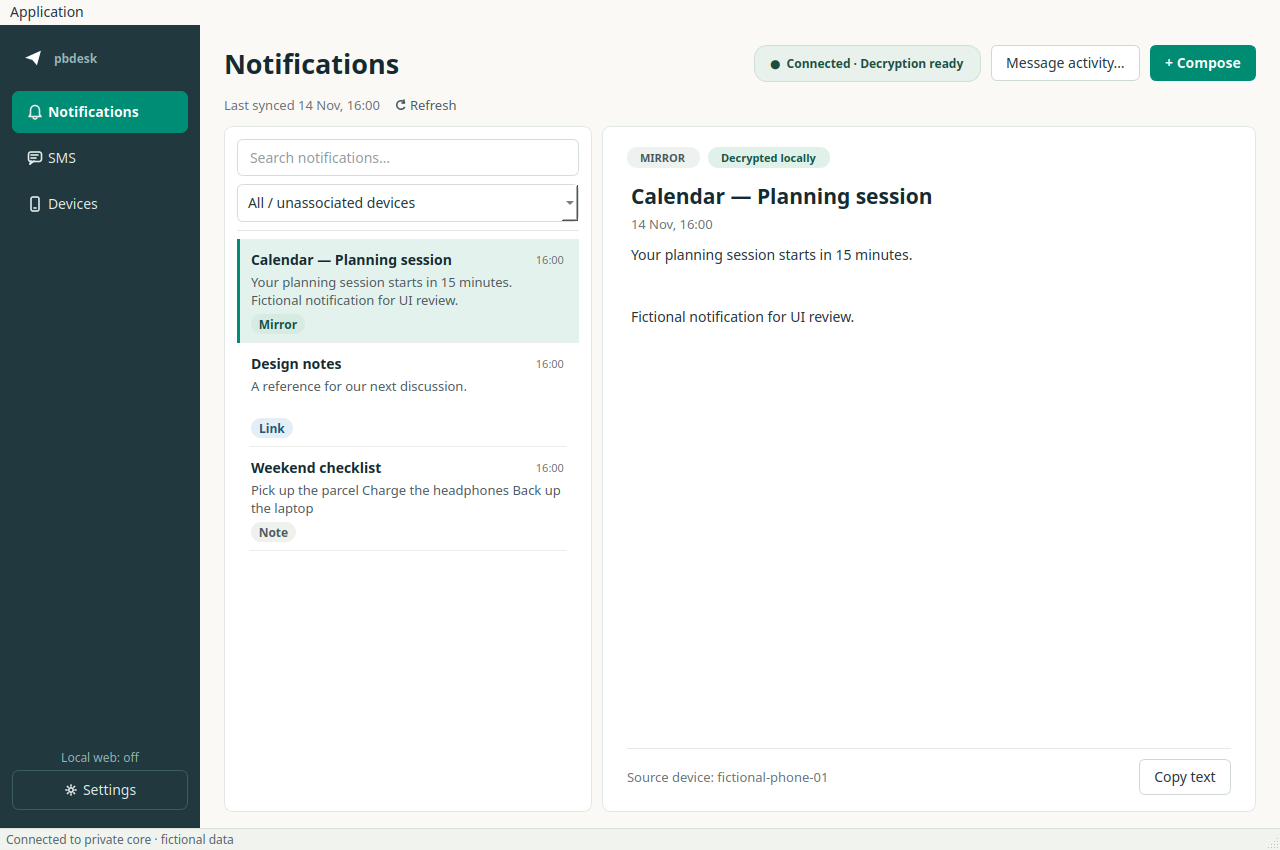 Application
pbdesk
Notifications
SMS
Devices
Local web: off
Settings
Notifications
Connected · Decryption ready
Message activity...
+ Compose
Last synced 14 Nov, 16:00
Refresh
Search notifications...
All / unassociated devices
Calendar — Planning session
16:00
Your planning session starts in 15 minutes.
Fictional notification for UI review.
Mirror
Design notes
16:00
A reference for our next discussion.
Link
Weekend checklist
16:00
Pick up the parcel Charge the headphones Back up
the laptop
Note
MIRROR
Decrypted locally
Calendar — Planning session
14 Nov, 16:00
Your planning session starts in 15 minutes.
Fictional notification for UI review.
Source device: fictional-phone-01
Copy text
Connected to private core · fictional data